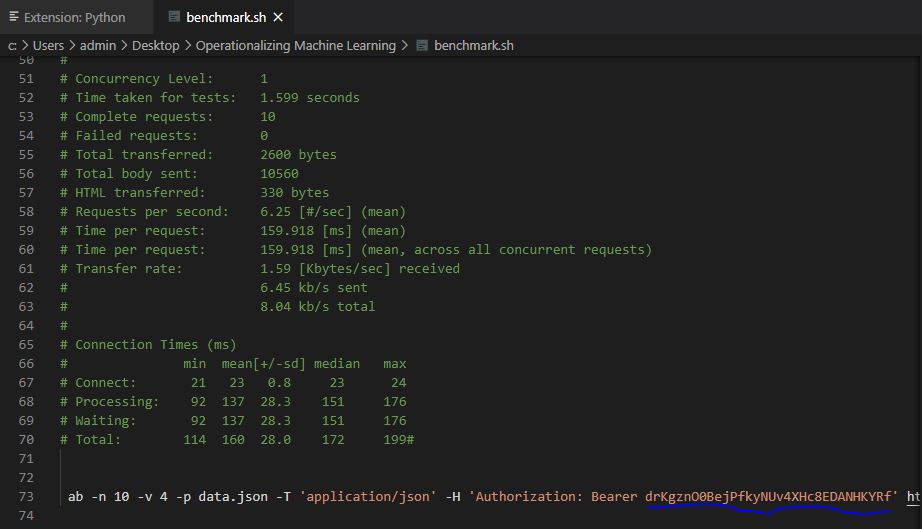 Extension: Python benchmark.sh
c: > Users > admin > Desktop > Operationalizing Machine Learning > benchmark.sh
50 #
51 # Concurrency Level: 1
52 # Time taken for tests: 1.599 seconds
53 # Complete requests: 10
54 # Failed requests: 0
55 # Total transferred: 2600 bytes
56 # Total body sent: 10560
57 # HTML transferred: 330 bytes
58 # Requests per second: 6.25 [#/sec] (mean)
59 # Time per request: 159.918 [ms] (mean)
60 # Time per request: 159.918 [ms] (mean, across all concurrent requests)
61 # Transfer rate: 1.59 [Kbytes/sec] received
62 # 6.45 kb/s sent
63 # 8.04 kb/s total
64 #
65 # Connection Times (ms)
66 # min mean[+/-sd] median max
67 # Connect: 21 23 0.8 23 24
68 # Processing: 92 137 28.3 151 176
69 # Waiting: 92 137 28.3 151 176
70 # Total: 114 160 28.0 172 199#
71
72
73 ab -n 10 -v 4 -p data.json -T 'application/json' -H 'Authorization: Bearer drKgznO0BejPfkyNUv4XHc8EDANHKYRf' ht
74